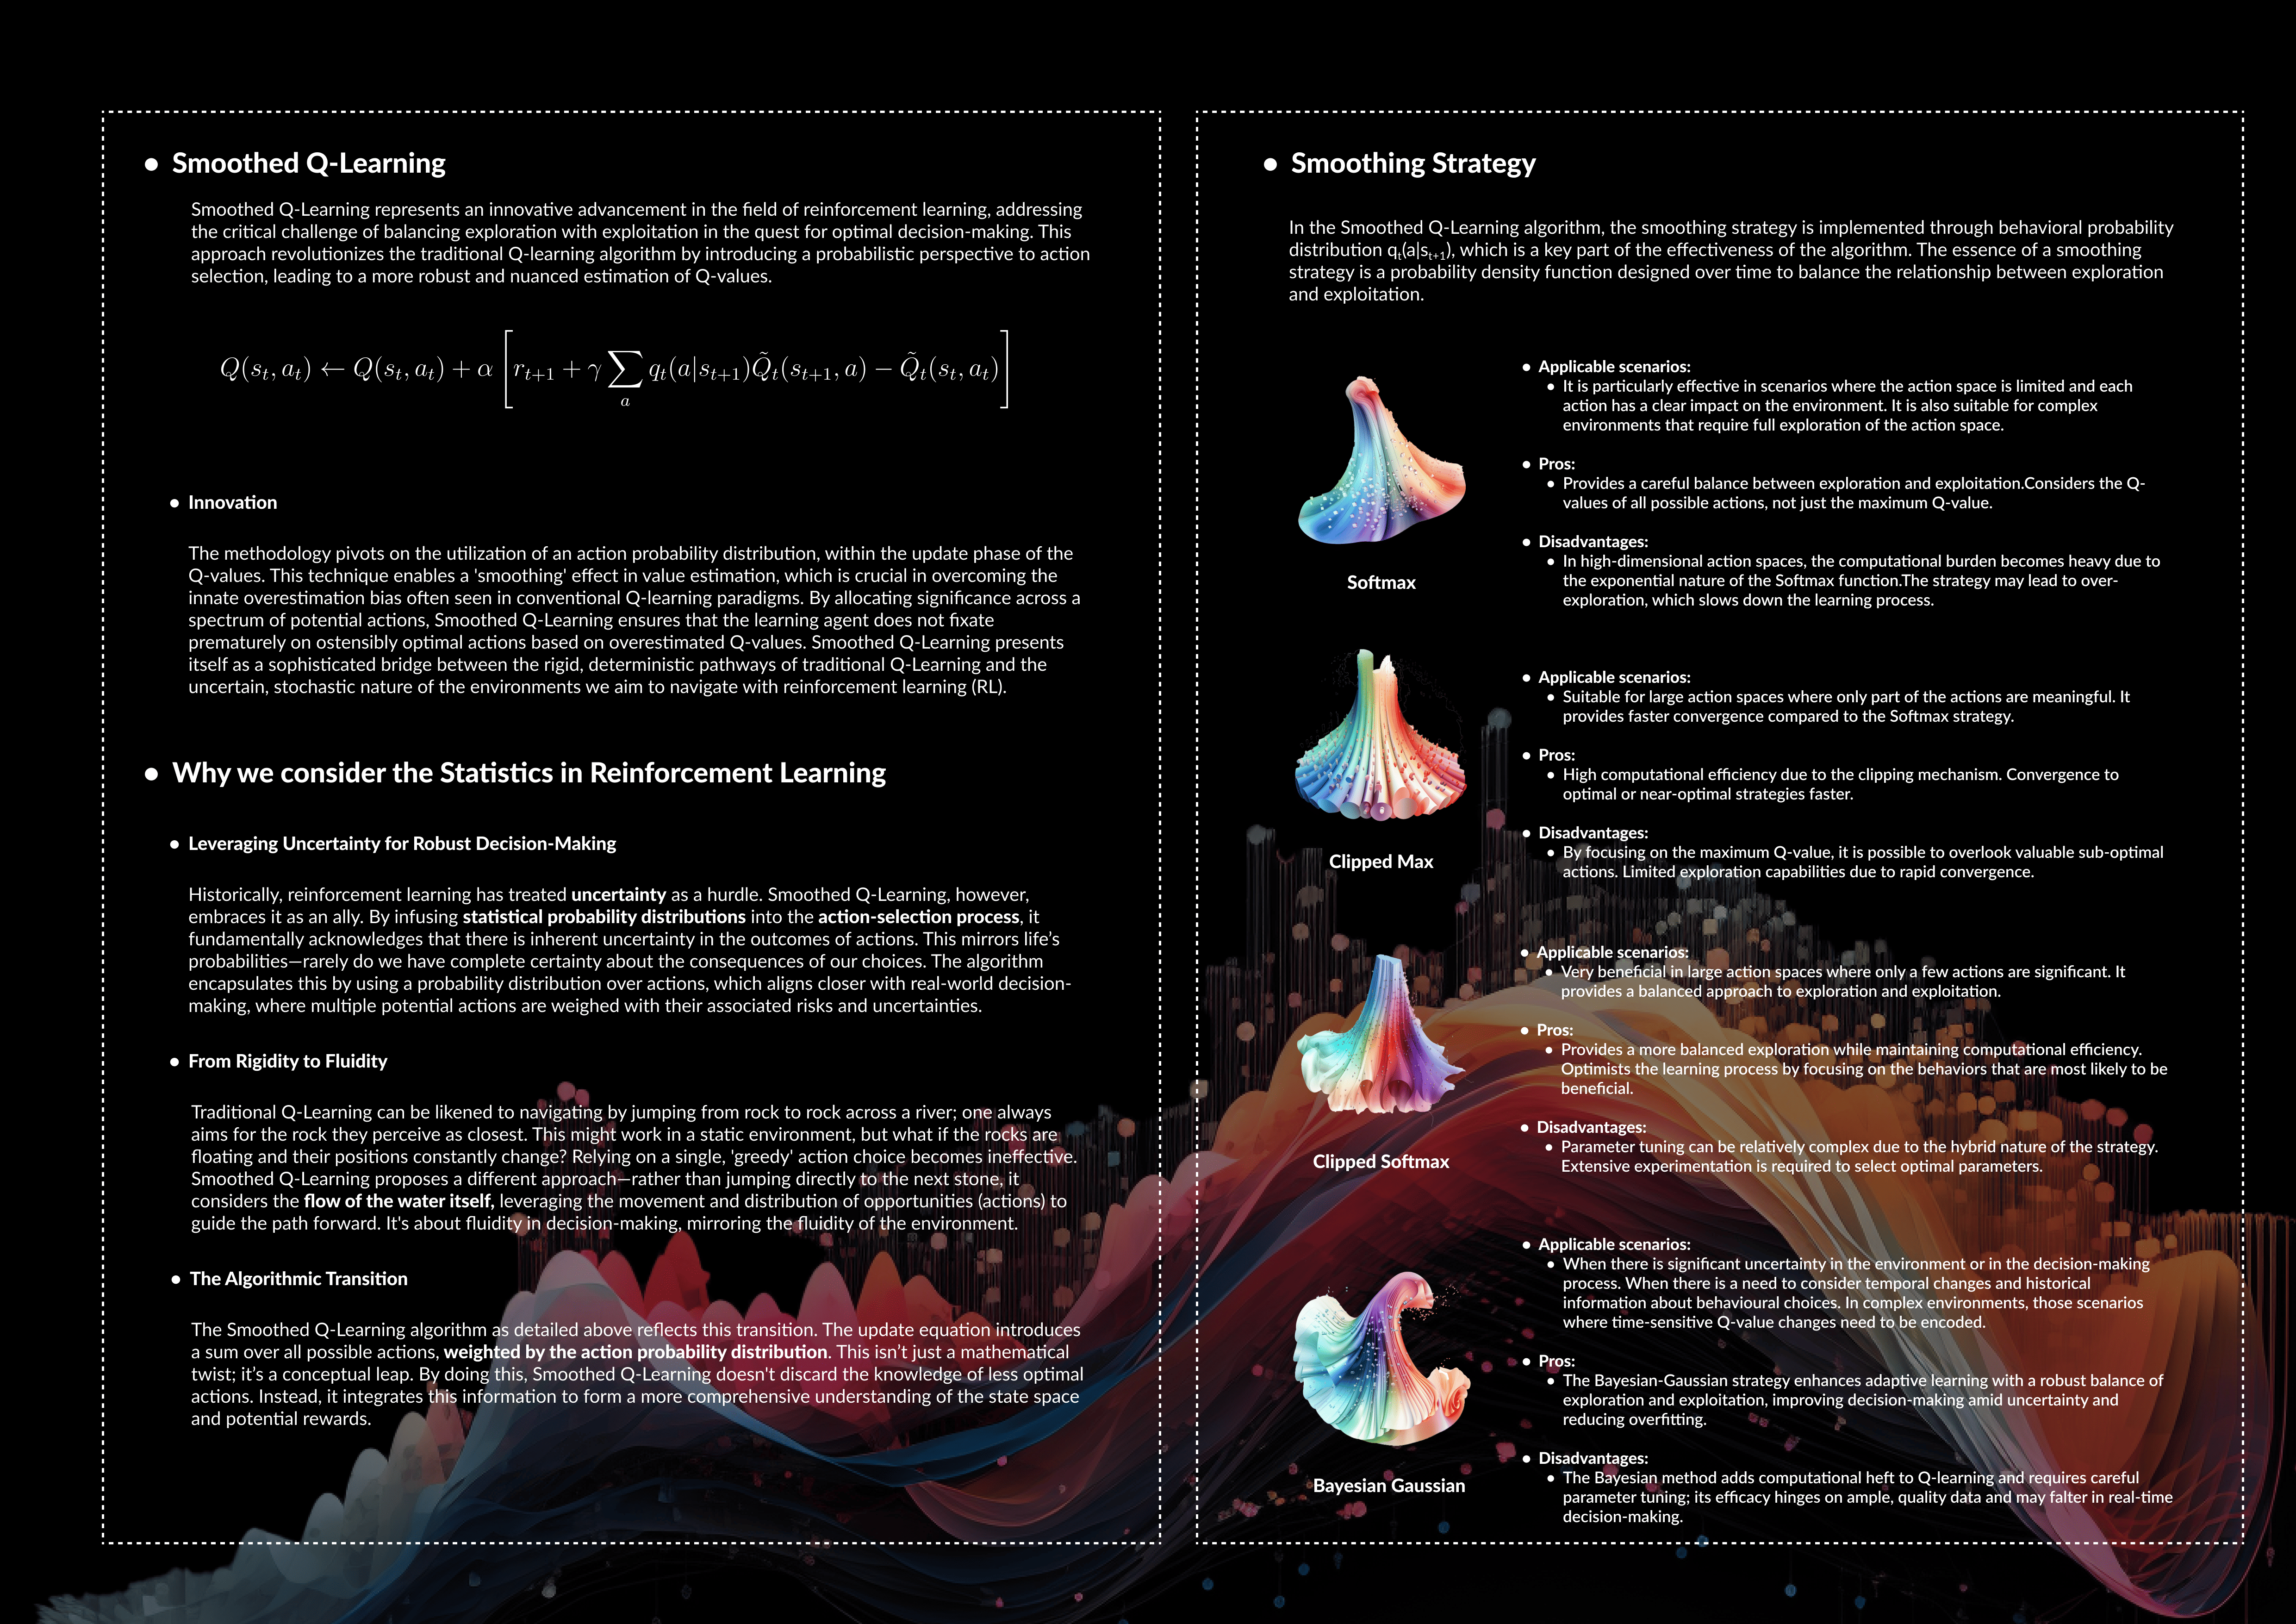 ● Smoothed Q-Learning
Smoothed Q-Learning represents an innovative advancement in the field of reinforcement learning, addressing
the critical challenge of balancing exploration with exploitation in the quest for optimal decision-making. This
approach revolutionizes the traditional Q-learning algorithm by introducing a probabilistic perspective to action
selection, leading to a more robust and nuanced estimation of Q-values.
Q(s_t, a_t) ← Q(s_t, a_t) + α [r_{t+1} + γ ∑_a q_t(a|s_{t+1})Q̃_t(s_{t+1}, a) − Q̃_t(s_t, a_t)]
● Innovation
The methodology pivots on the utilization of an action probability distribution, within the update phase of the
Q-values. This technique enables a 'smoothing' effect in value estimation, which is crucial in overcoming the
innate overestimation bias often seen in conventional Q-learning paradigms. By allocating significance across a
spectrum of potential actions, Smoothed Q-Learning ensures that the learning agent does not fixate
prematurely on ostensibly optimal actions based on overestimated Q-values. Smoothed Q-Learning presents
itself as a sophisticated bridge between the rigid, deterministic pathways of traditional Q-Learning and the
uncertain, stochastic nature of the environments we aim to navigate with reinforcement learning (RL).
● Why we consider the Statistics in Reinforcement Learning
● Leveraging Uncertainty for Robust Decision-Making
Historically, reinforcement learning has treated uncertainty as a hurdle. Smoothed Q-Learning, however,
embraces it as an ally. By infusing statistical probability distributions into the action-selection process, it
fundamentally acknowledges that there is inherent uncertainty in the outcomes of actions. This mirrors life’s
probabilities—rarely do we have complete certainty about the consequences of our choices. The algorithm
encapsulates this by using a probability distribution over actions, which aligns closer with real-world decision-
making, where multiple potential actions are weighed with their associated risks and uncertainties.
● From Rigidity to Fluidity
Traditional Q-Learning can be likened to navigating by jumping from rock to rock across a river; one always
aims for the rock they perceive as closest. This might work in a static environment, but what if the rocks are
floating and their positions constantly change? Relying on a single, 'greedy' action choice becomes ineffective.
Smoothed Q-Learning proposes a different approach—rather than jumping directly to the next stone, it
considers the flow of the water itself, leveraging the movement and distribution of opportunities (actions) to
guide the path forward. It's about fluidity in decision-making, mirroring the fluidity of the environment.
● The Algorithmic Transition
The Smoothed Q-Learning algorithm as detailed above reflects this transition. The update equation introduces
a sum over all possible actions, weighted by the action probability distribution. This isn’t just a mathematical
twist; it’s a conceptual leap. By doing this, Smoothed Q-Learning doesn't discard the knowledge of less optimal
actions. Instead, it integrates this information to form a more comprehensive understanding of the state space
and potential rewards.
● Smoothing Strategy
In the Smoothed Q-Learning algorithm, the smoothing strategy is implemented through behavioral probability
distribution q_t(a|s_{t+1}), which is a key part of the effectiveness of the algorithm. The essence of a smoothing
strategy is a probability density function designed over time to balance the relationship between exploration
and exploitation.
Softmax
● Applicable scenarios:
● It is particularly effective in scenarios where the action space is limited and each
action has a clear impact on the environment. It is also suitable for complex
environments that require full exploration of the action space.
● Pros:
● Provides a careful balance between exploration and exploitation.Considers the Q-
values of all possible actions, not just the maximum Q-value.
● Disadvantages:
● In high-dimensional action spaces, the computational burden becomes heavy due to
the exponential nature of the Softmax function.The strategy may lead to over-
exploration, which slows down the learning process.
Clipped Max
● Applicable scenarios:
● Suitable for large action spaces where only part of the actions are meaningful. It
provides faster convergence compared to the Softmax strategy.
● Pros:
● High computational efficiency due to the clipping mechanism. Convergence to
optimal or near-optimal strategies faster.
● Disadvantages:
● By focusing on the maximum Q-value, it is possible to overlook valuable sub-optimal
actions. Limited exploration capabilities due to rapid convergence.
Clipped Softmax
● Applicable scenarios:
● Very beneficial in large action spaces where only a few actions are significant. It
provides a balanced approach to exploration and exploitation.
● Pros:
● Provides a more balanced exploration while maintaining computational efficiency.
Optimists the learning process by focusing on the behaviors that are most likely to be
beneficial.
● Disadvantages:
● Parameter tuning can be relatively complex due to the hybrid nature of the strategy.
Extensive experimentation is required to select optimal parameters.
Bayesian Gaussian
● Applicable scenarios:
● When there is significant uncertainty in the environment or in the decision-making
process. When there is a need to consider temporal changes and historical
information about behavioural choices. In complex environments, those scenarios
where time-sensitive Q-value changes need to be encoded.
● Pros:
● The Bayesian-Gaussian strategy enhances adaptive learning with a robust balance of
exploration and exploitation, improving decision-making amid uncertainty and
reducing overfitting.
● Disadvantages:
● The Bayesian method adds computational heft to Q-learning and requires careful
parameter tuning; its efficacy hinges on ample, quality data and may falter in real-time
decision-making.